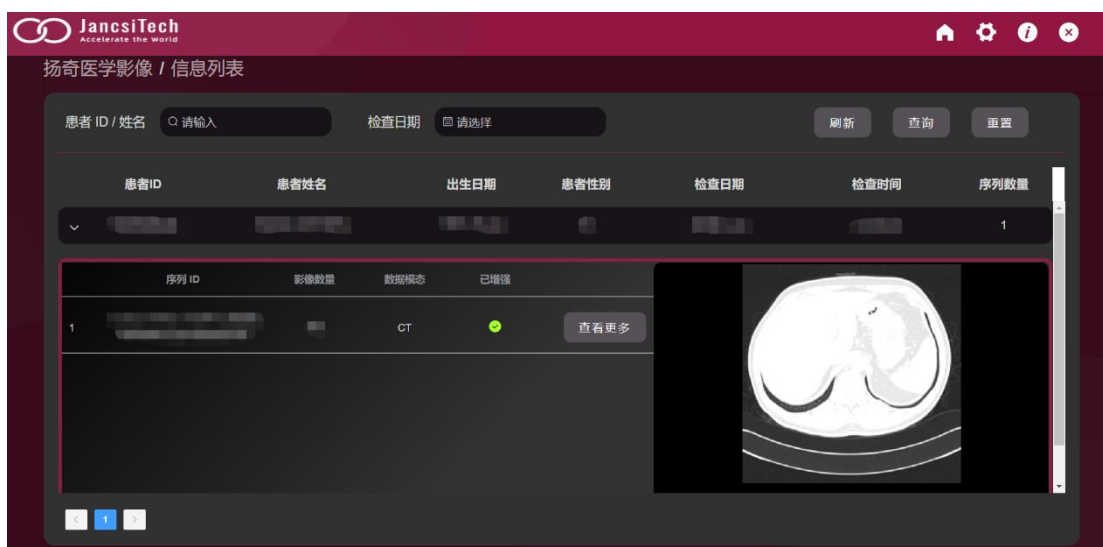 JancsiTech
Accelerate the World
扬奇医学影像 / 信息列表
患者 ID / 姓名 请输入 检查日期 请选择 刷新 查询 重置
患者ID 患者姓名 出生日期 患者性别 检查日期 检查时间 序列数量
1
序列 ID 影像数量 数据模态 已增强
1 CT 查看更多
< 1 >